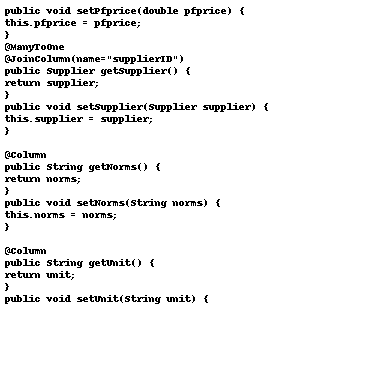 public void setPfprice(double pfprice) {
this.pfprice = pfprice;
}
@ManyToOne
@JoinColumn(name="supplierID")
public Supplier getSupplier() {
return supplier;
}
public void setSupplier(Supplier supplier) {
this.supplier = supplier;
}
@Column
public String getNorms() {
return norms;
}
public void setNorms(String norms) {
this.norms = norms;
}
@Column
public String getUnit() {
return unit;
}
public void setUnit(String unit) {